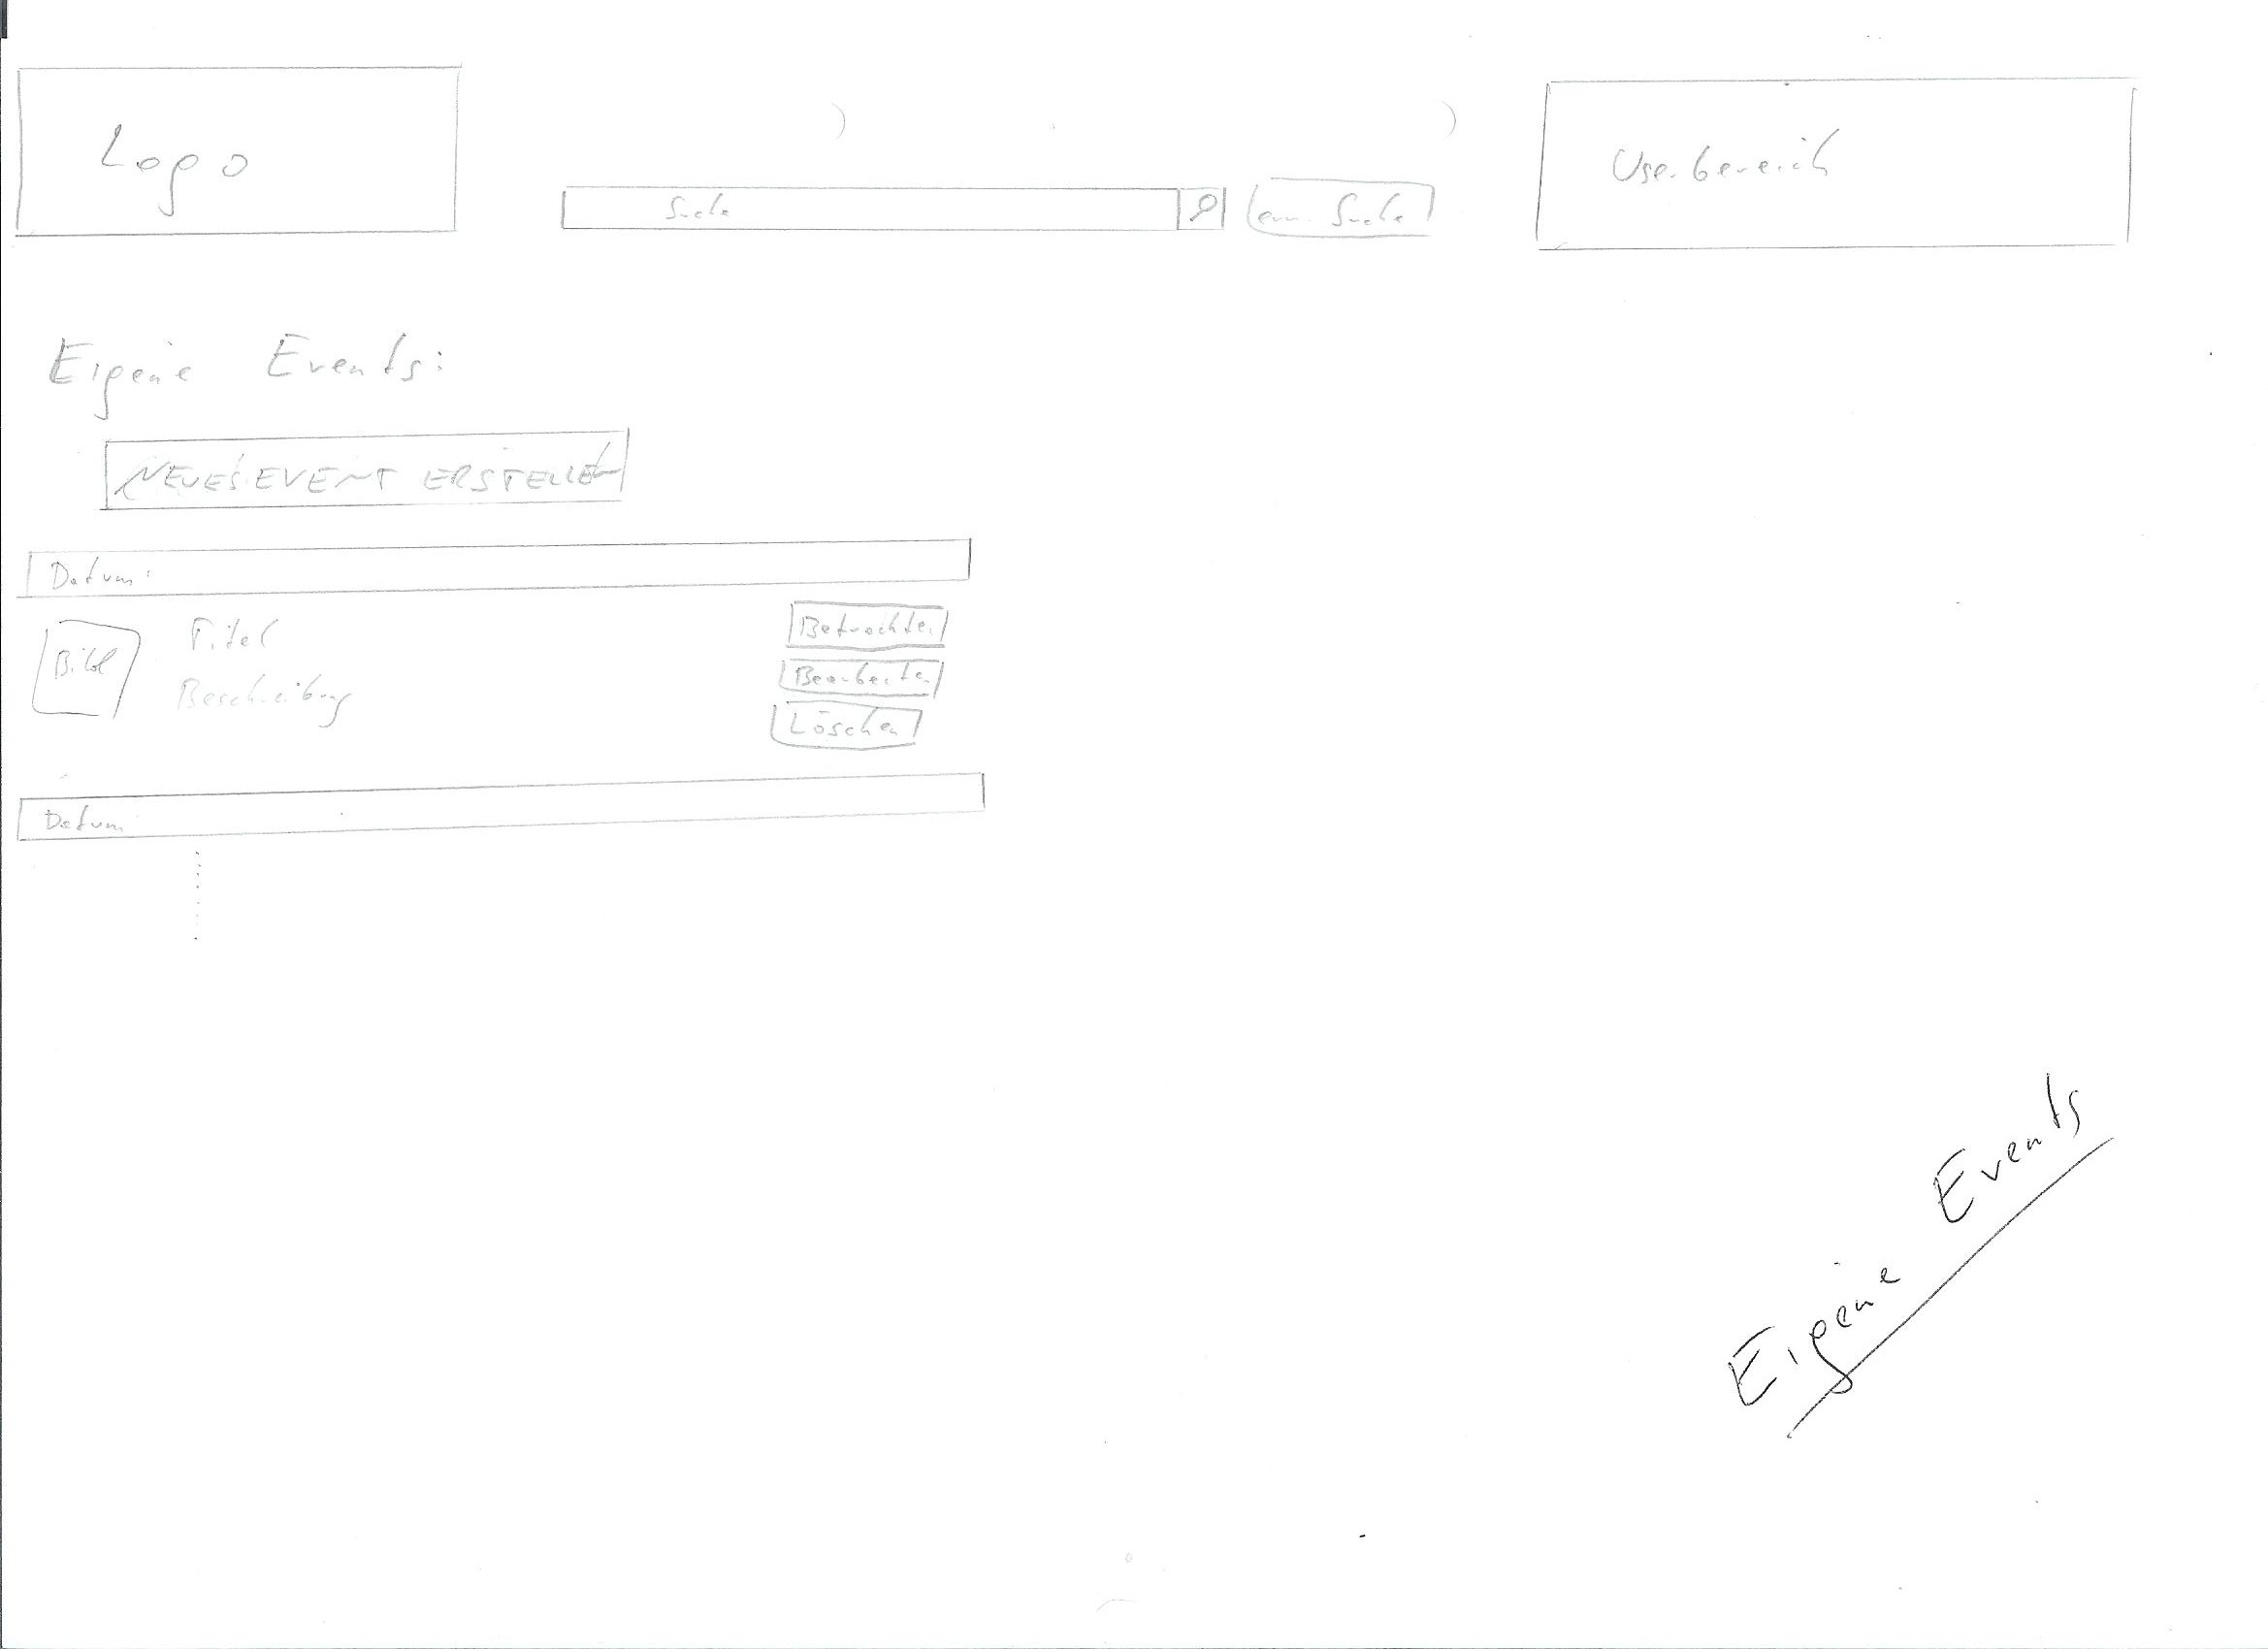 Logo
Suche
erw. Suche
Userbereich
Eigene Events:
NEUES EVENT ERSTELLEN
Datum:
Bild
Titel
Beschreibung
Betrachten
Bearbeiten
Löschen
Datum
Eigene Events